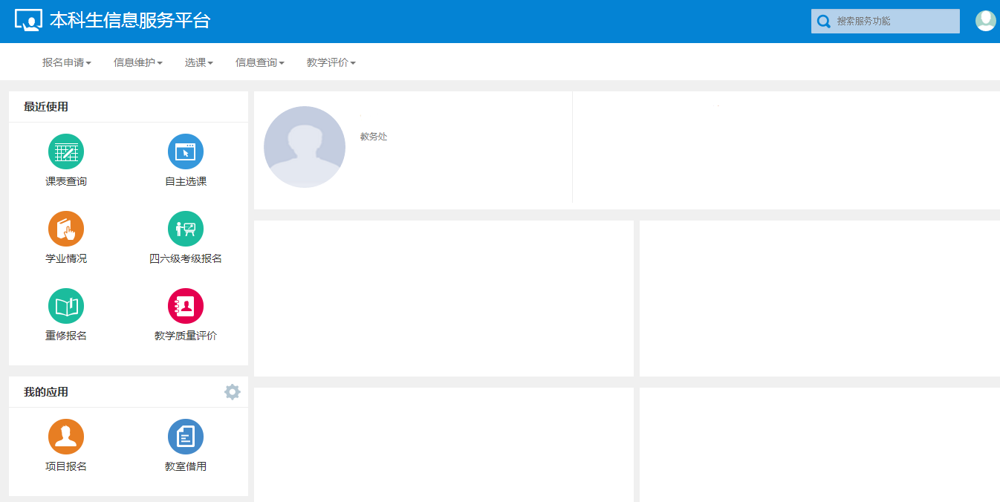 本科生信息服务平台
搜索服务功能
报名申请 信息维护 选课 信息查询 教学评价
最近使用
课表查询 自主选课
学业情况 四六级考级报名
重修报名 教学质量评价
我的应用
项目报名 教室借用
教务处